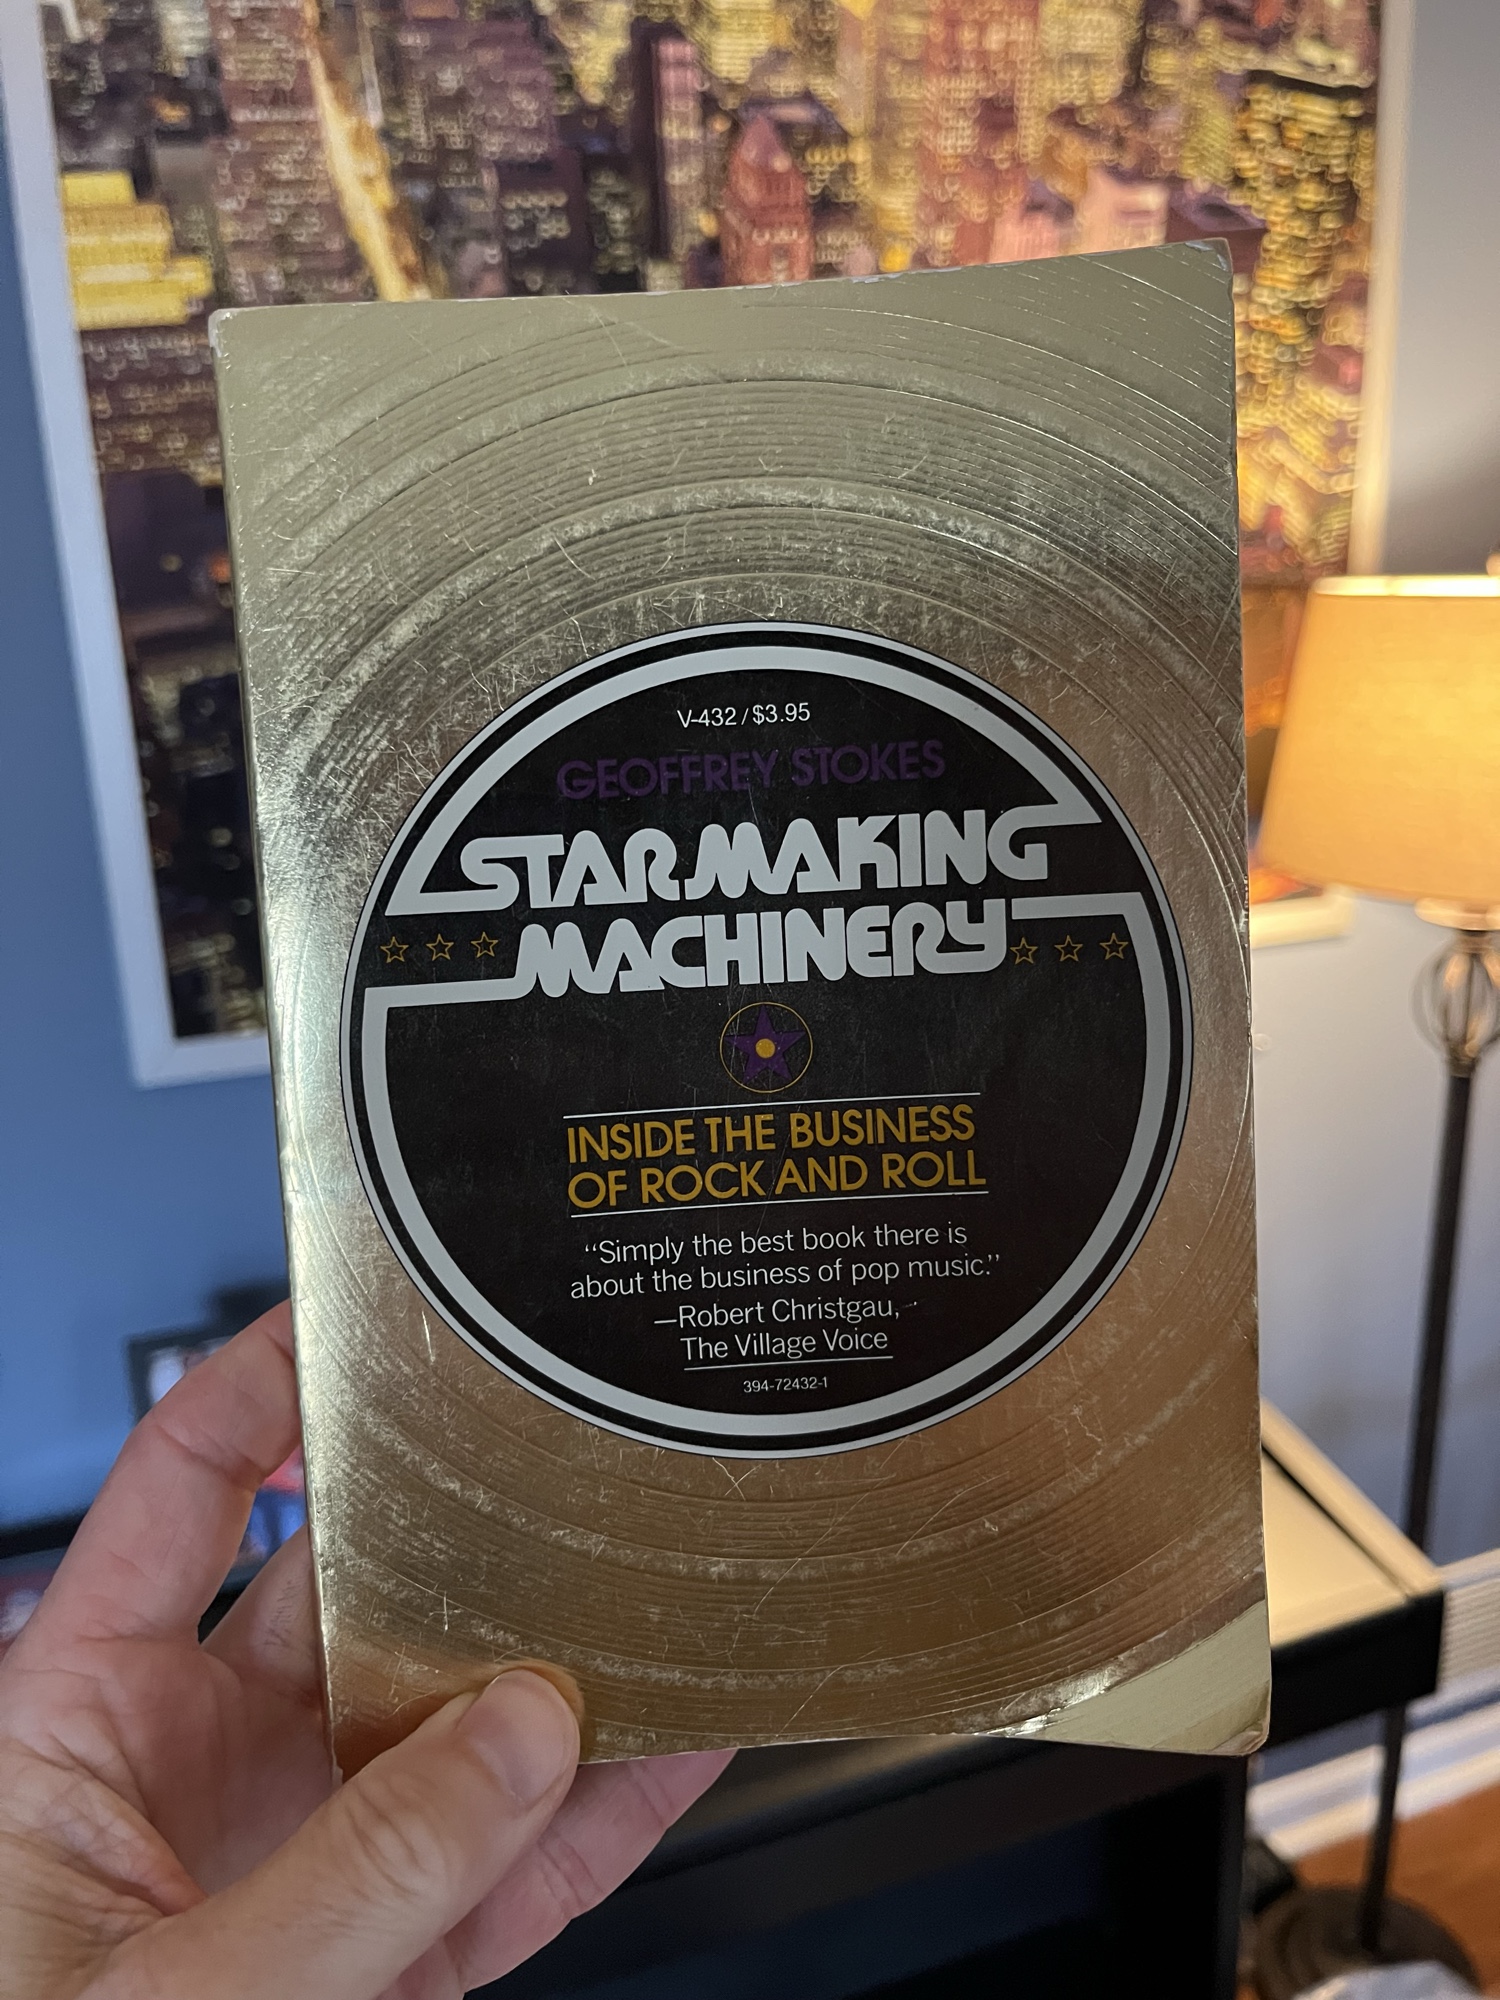 V-432 / $3.95
GEOFFREY STOKES
STARMAKING
MACHINERY
INSIDE THE BUSINESS
OF ROCK AND ROLL
“Simply the best book there is
about the business of pop music.”
—Robert Christgau,
The Village Voice
394-72432-1